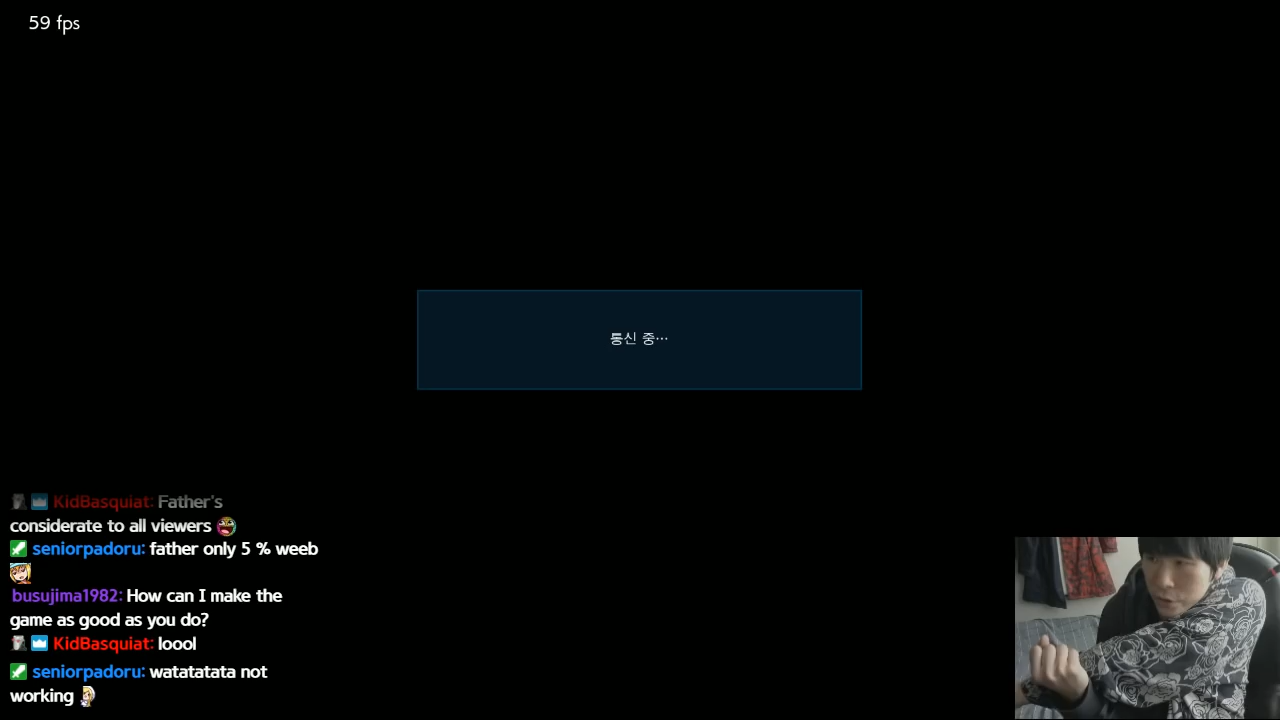 59 fps
통신 중…
KidBasquiat: Father's
considerate to all viewers
seniorpadoru: father only 5 % weeb
busujima1982: How can I make the
game as good as you do?
KidBasquiat: loool
seniorpadoru: watatatata not
working